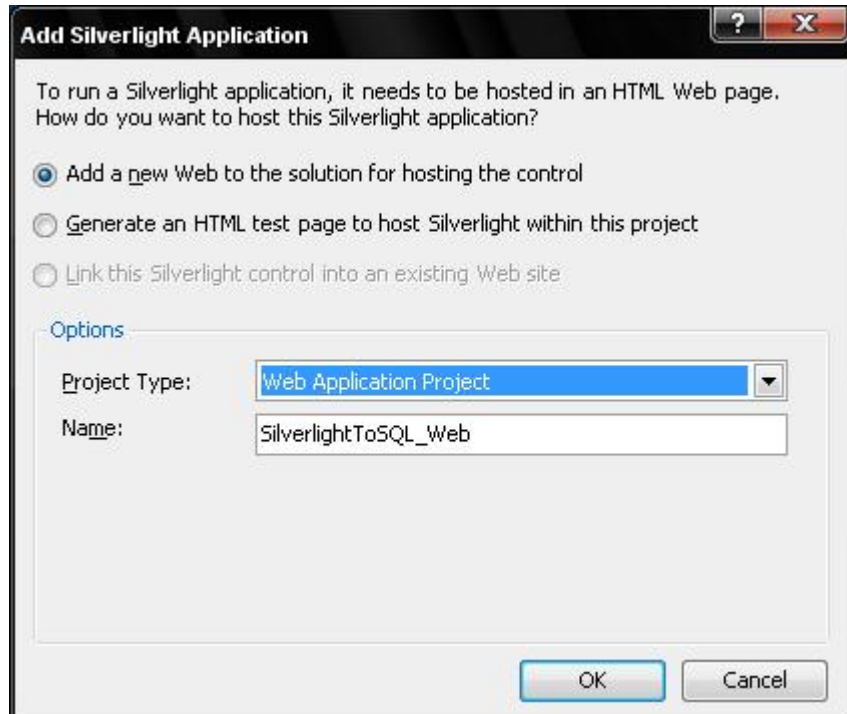 Add Silverlight Application
?
X
To run a Silverlight application, it needs to be hosted in an HTML Web page.
How do you want to host this Silverlight application?
Add a new Web to the solution for hosting the control
Generate an HTML test page to host Silverlight within this project
Link this Silverlight control into an existing Web site
Options
Project Type:
Web Application Project
Name:
SilverlightToSQL_Web
OK
Cancel